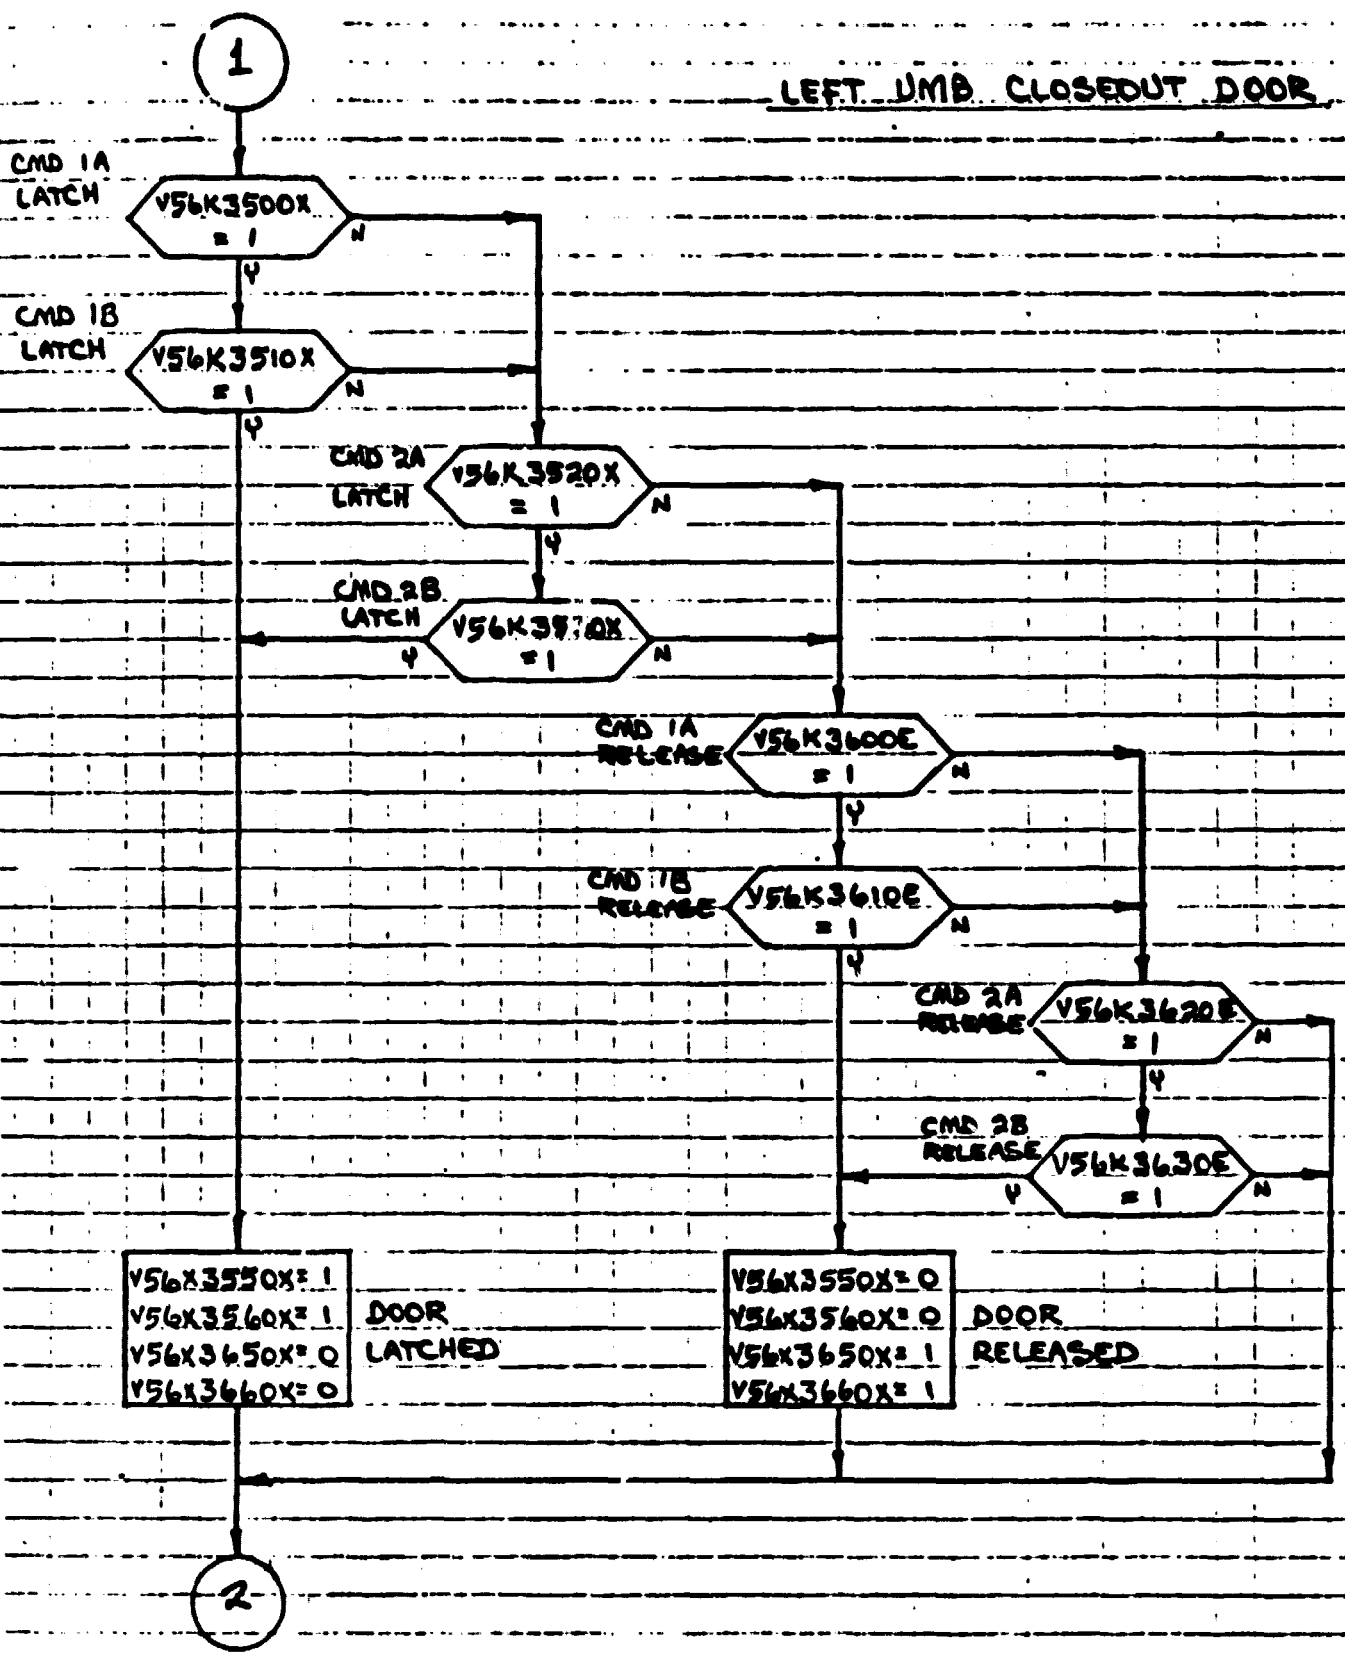 1
LEFT UMB CLOSEOUT DOOR
CMD 1A
LATCH
V56K3500X
= 1
N
Y
CMD 1B
LATCH
V56K3510X
= 1
N
Y
CMD 2A
LATCH
V56K3520X
= 1
N
Y
CMD 2B
LATCH
= 1
Y
N
CMD 1A
RELEASE
V56K3600E
= 1
N
Y
CMD 1B
RELEASE
V56K3610E
= 1
N
Y
CMD 2A
RELEASE
V56K3620E
= 1
N
Y
CMD 2B
RELEASE
V56K3630E
= 1
Y
N
V56X3550X= 1
V56X3560X= 1
V56X3650X= 0
V56X3660X= 0
DOOR
LATCHED
V56X3550X= 0
V56X3560X= 0
V56X3650X= 1
V56X3660X= 1
DOOR
RELEASED
2